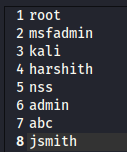 1 root
2 msfadmin
3 kali
4 harshith
5 nss
6 admin
7 abc
8 jsmith